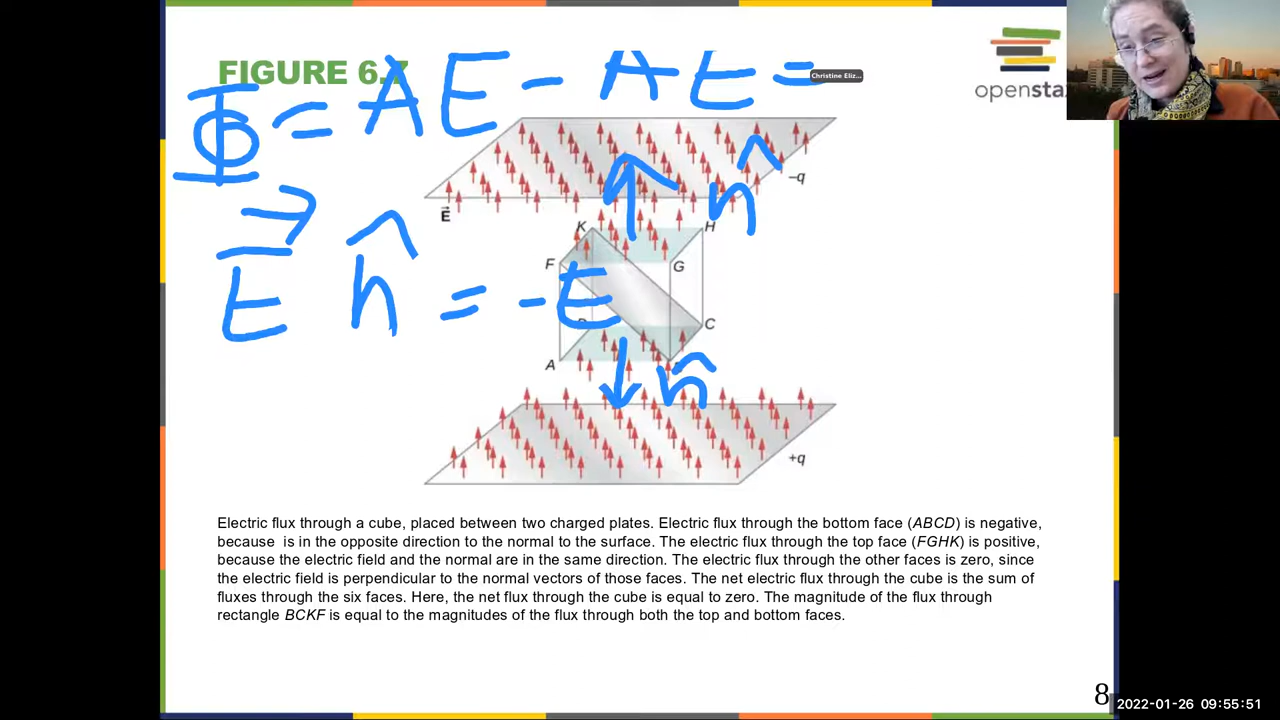 FIGURE 6.7
Φ = AE - AE =
Christine Eliz...
opensta
-q
n̂
E⃗
K
H
F
G
E⃗ n̂ = -E
C
A
n̂
+q
Electric flux through a cube, placed between two charged plates. Electric flux through the bottom face (ABCD) is negative,
because is in the opposite direction to the normal to the surface. The electric flux through the top face (FGHK) is positive,
because the electric field and the normal are in the same direction. The electric flux through the other faces is zero, since
the electric field is perpendicular to the normal vectors of those faces. The net electric flux through the cube is the sum of
fluxes through the six faces. Here, the net flux through the cube is equal to zero. The magnitude of the flux through
rectangle BCKF is equal to the magnitudes of the flux through both the top and bottom faces.
8
2022-01-26 09:55:51